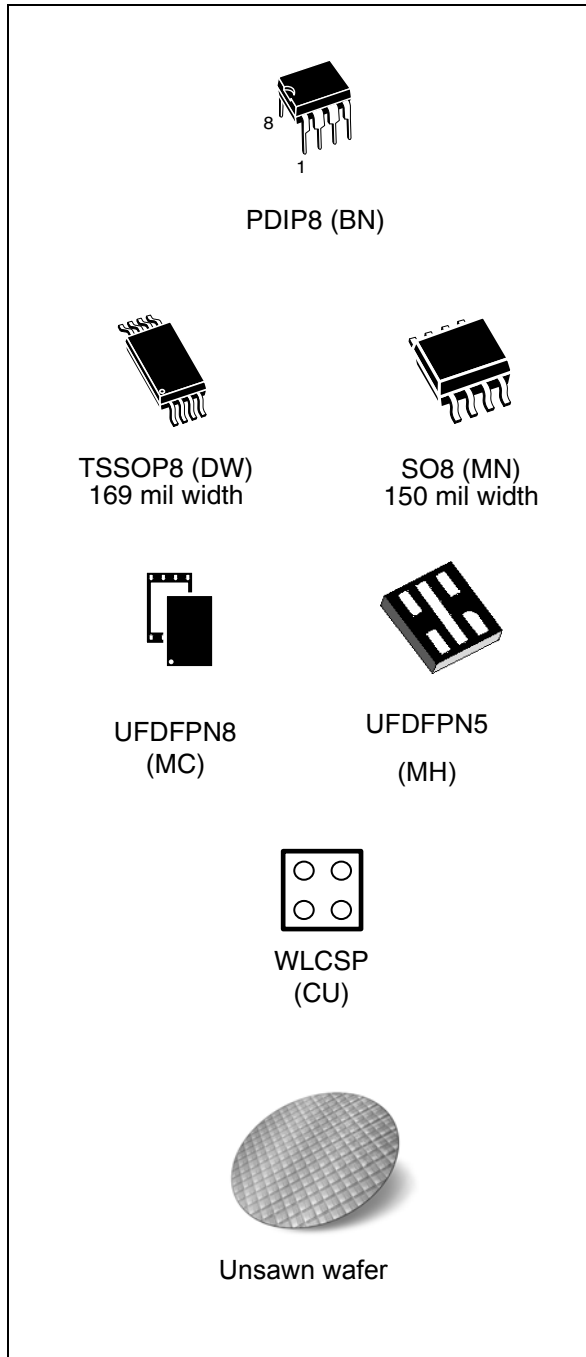 8
1
PDIP8 (BN)
TSSOP8 (DW)
169 mil width
SO8 (MN)
150 mil width
UFDFPN8
(MC)
UFDFPN5
(MH)
WLCSP
(CU)
Unsawn wafer